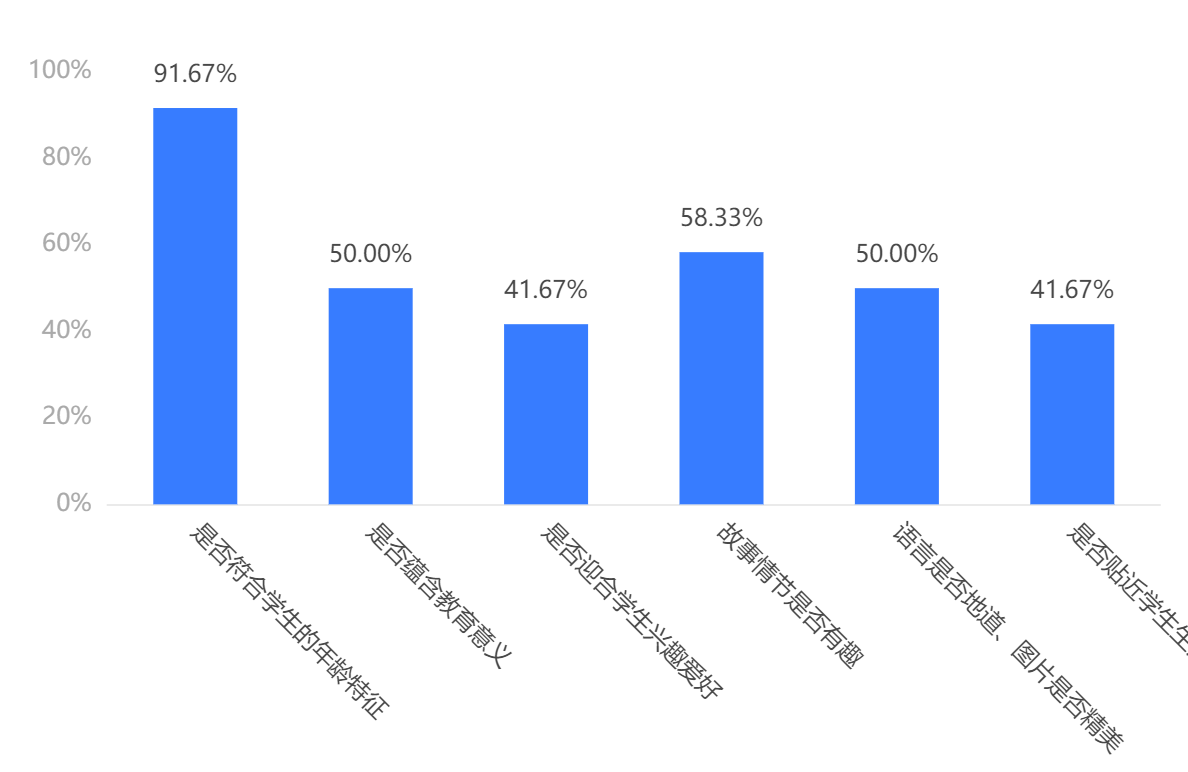 100%
80%
60%
40%
20%
0%
91.67%
50.00%
41.67%
58.33%
50.00%
41.67%
是否符合学生的年龄特征
是否蕴含教育意义
是否迎合学生兴趣爱好
故事情节是否有趣
语言是否地道、图片是否精美
是否贴近学生生